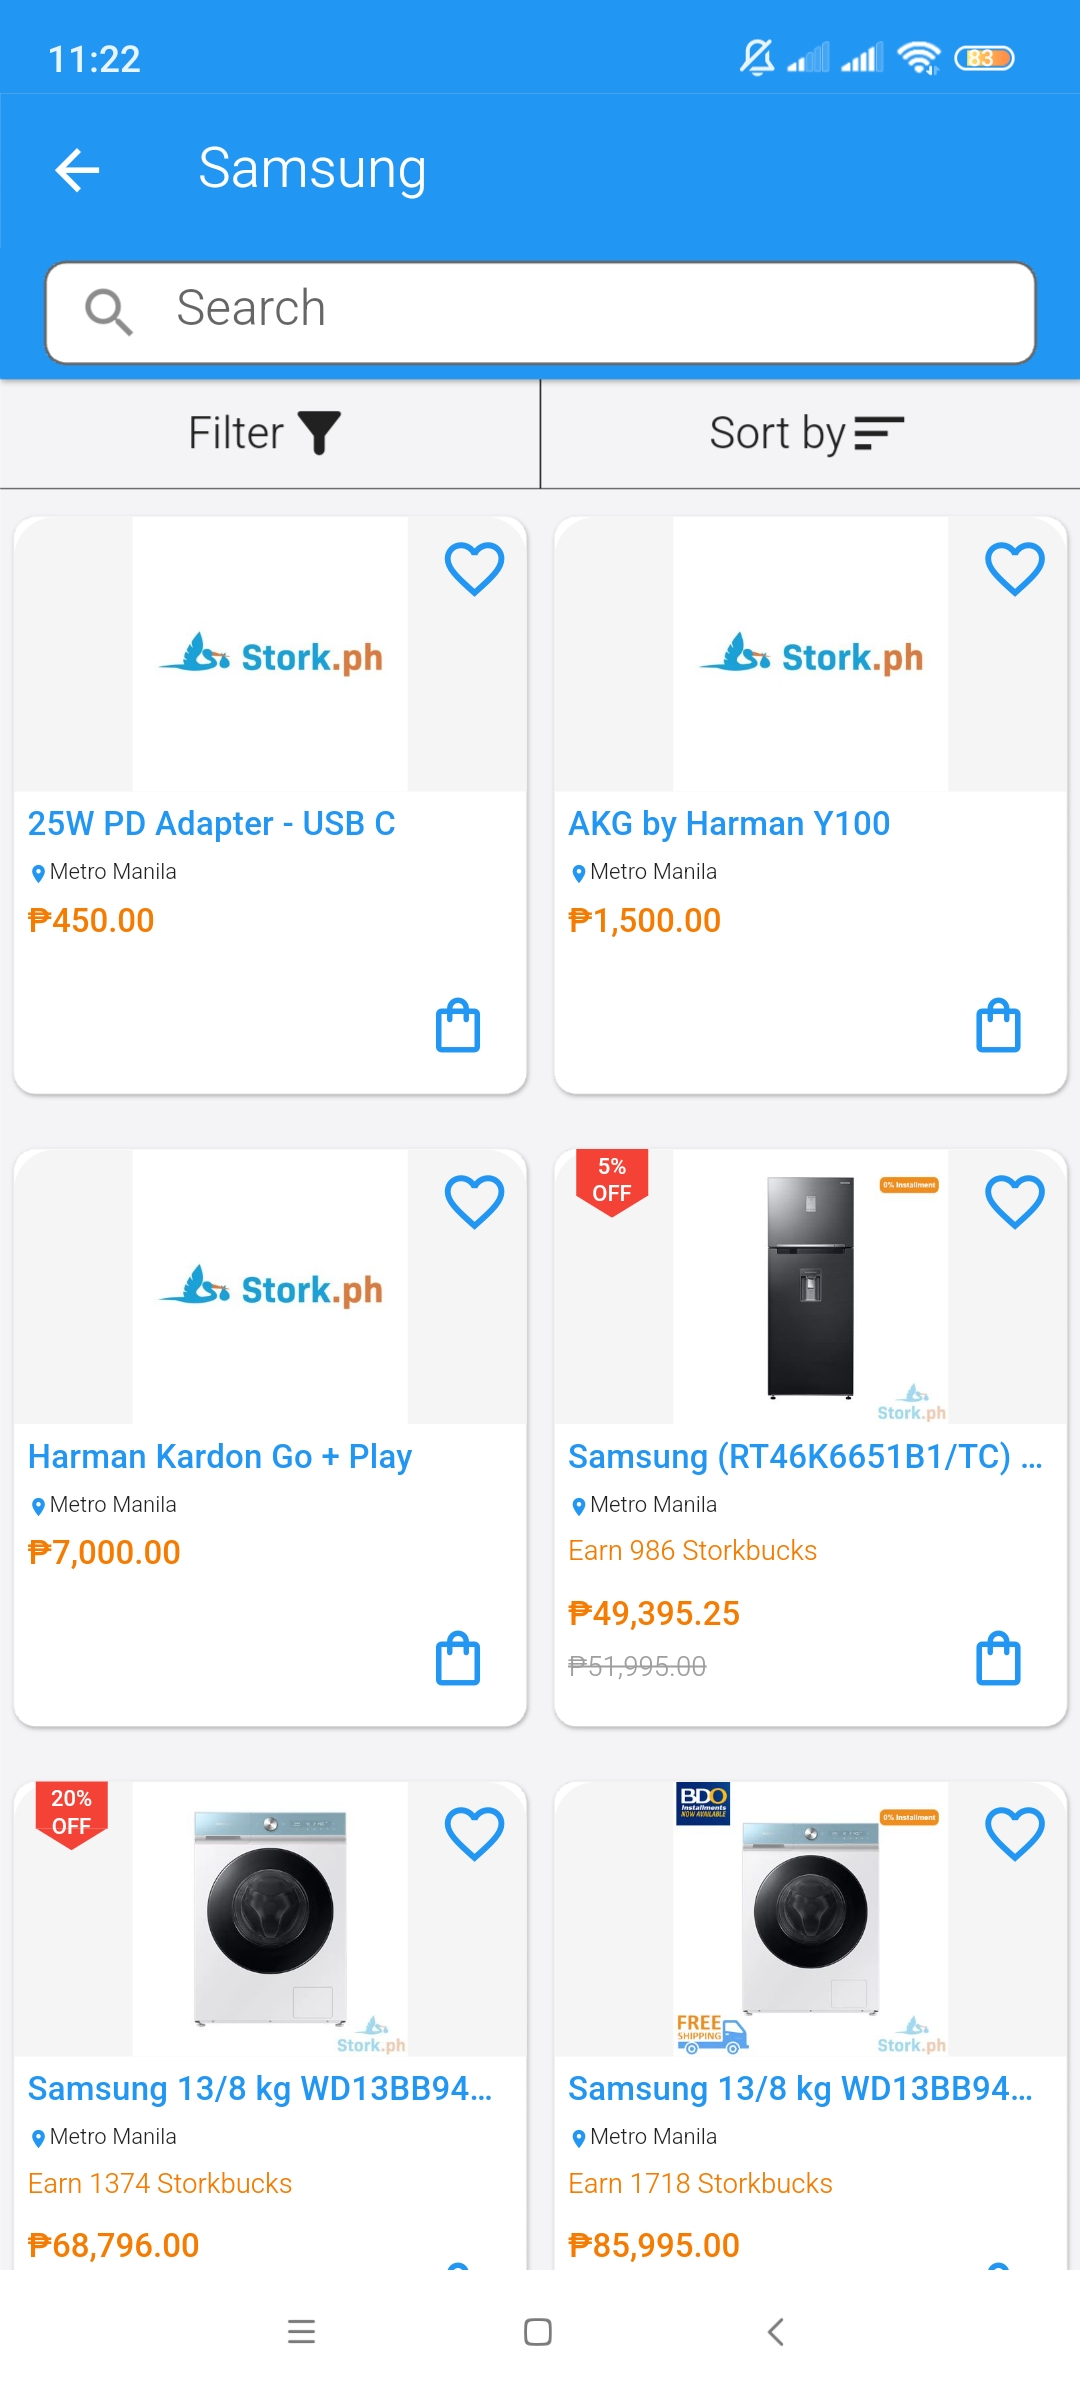 11:22
83
Samsung
Search
Filter
Sort by
Stork.ph
Stork.ph
25W PD Adapter - USB C
Metro Manila
₱450.00
AKG by Harman Y100
Metro Manila
₱1,500.00
Stork.ph
5%
OFF
0% Installment
Stork.ph
Harman Kardon Go + Play
Metro Manila
₱7,000.00
Samsung (RT46K6651B1/TC) ...
Metro Manila
Earn 986 Storkbucks
₱49,395.25
₱51,995.00
20%
OFF
Stork.ph
BDO
Installments
NOW AVAILABLE
0% Installment
FREE
SHIPPING
Stork.ph
Samsung 13/8 kg WD13BB94...
Metro Manila
Earn 1374 Storkbucks
₱68,796.00
Samsung 13/8 kg WD13BB94...
Metro Manila
Earn 1718 Storkbucks
₱85,995.00